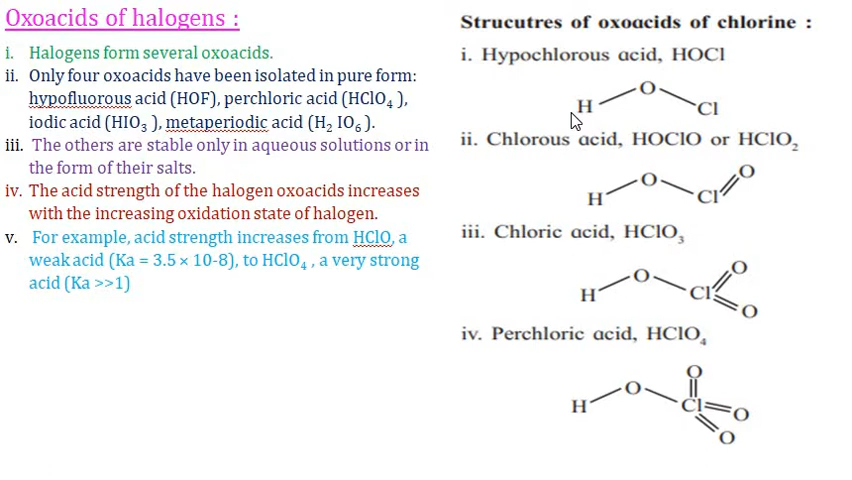 Oxoacids of halogens :
i. Halogens form several oxoacids.
ii. Only four oxoacids have been isolated in pure form:
hypofluorous acid (HOF), perchloric acid (HClO₄ ),
iodic acid (HIO₃ ), metaperiodic acid (H₂ IO₆ ).
iii. The others are stable only in aqueous solutions or in
the form of their salts.
iv. The acid strength of the halogen oxoacids increases
with the increasing oxidation state of halogen.
v. For example, acid strength increases from HClO, a
weak acid (Ka = 3.5 × 10-8), to HClO₄ , a very strong
acid (Ka >>1)
Strucutres of oxoacids of chlorine :
i. Hypochlorous acid, HOCl
O
H
Cl
ii. Chlorous acid, HOClO or HClO₂
O
O
H
Cl
iii. Chloric acid, HClO₃
O
O
H
Cl
O
iv. Perchloric acid, HClO₄
O
O
H
Cl
O
O